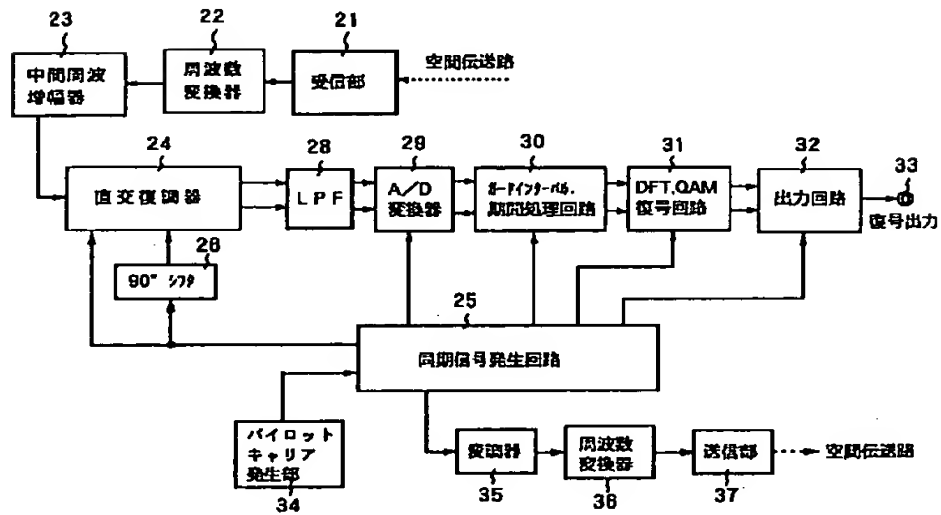 23
22
21
中間周波
増幅器
周波数
変換器
受信部
空間伝送路
24
28
29
30
31
32
33
直交復調器
LPF
A/D
変換器
ガードインターバル.
期間処理回路
DFT,QAM
復号回路
出力回路
復号出力
26
90° シフタ
25
同期信号発生回路
パイロット
キャリア
発生部
34
変調器
35
周波数
変換器
36
送信部
37
空間伝送路